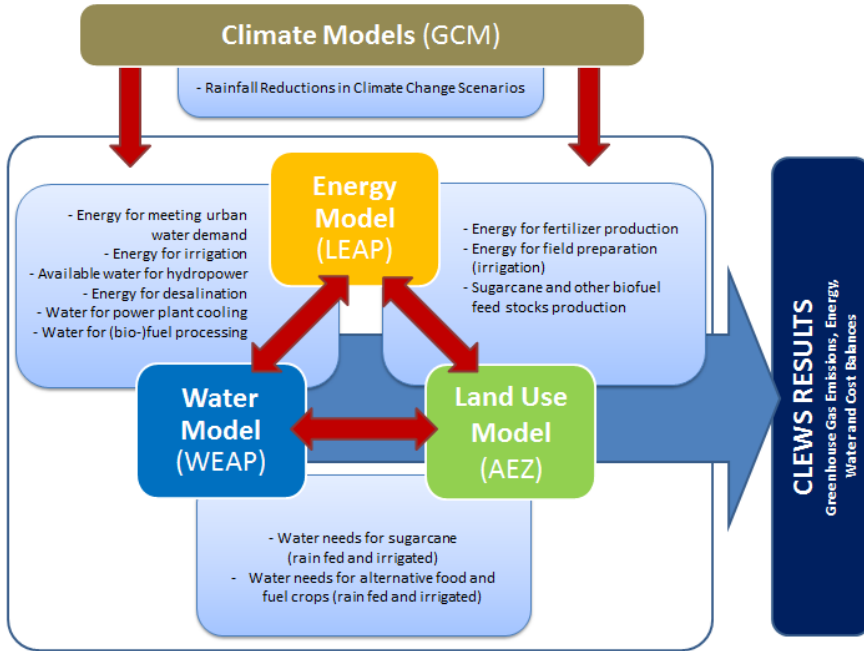 Climate Models (GCM)
- Rainfall Reductions in Climate Change Scenarios
Energy
Model
(LEAP)
- Energy for meeting urban
water demand
- Energy for irrigation
- Available water for hydropower
- Energy for desalination
- Water for power plant cooling
- Water for (bio-)fuel processing
- Energy for fertilizer production
- Energy for field preparation
(irrigation)
- Sugarcane and other biofuel
feed stocks production
Water
Model
(WEAP)
Land Use
Model
(AEZ)
- Water needs for sugarcane
(rain fed and irrigated)
- Water needs for alternative food and
fuel crops (rain fed and irrigated)
CLEWS RESULTS
Greenhouse Gas Emissions, Energy,
Water and Cost Balances